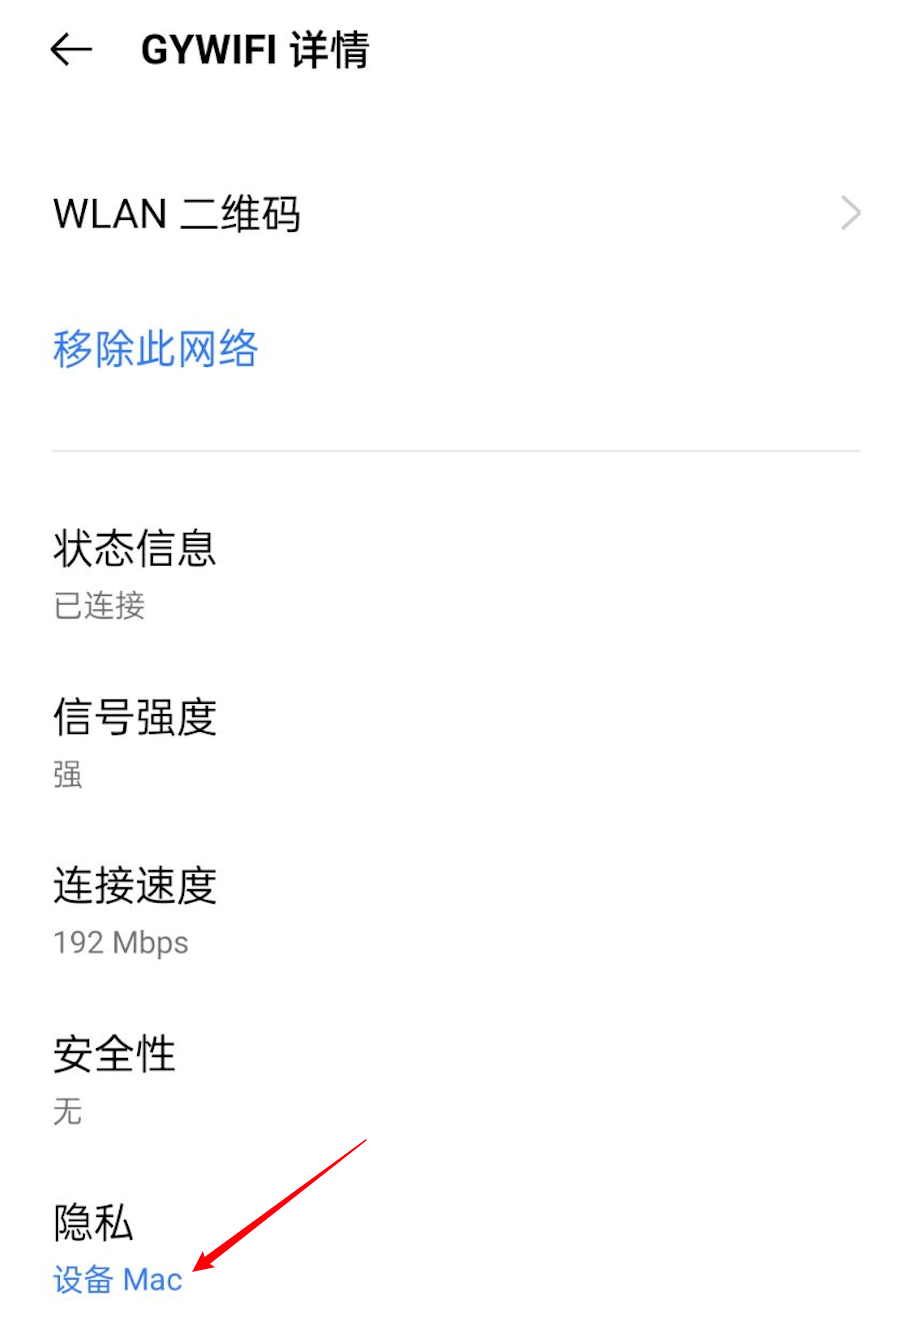 GYWIFI 详情
WLAN 二维码
移除此网络
状态信息
已连接
信号强度
强
连接速度
192 Mbps
安全性
无
隐私
设备 Mac